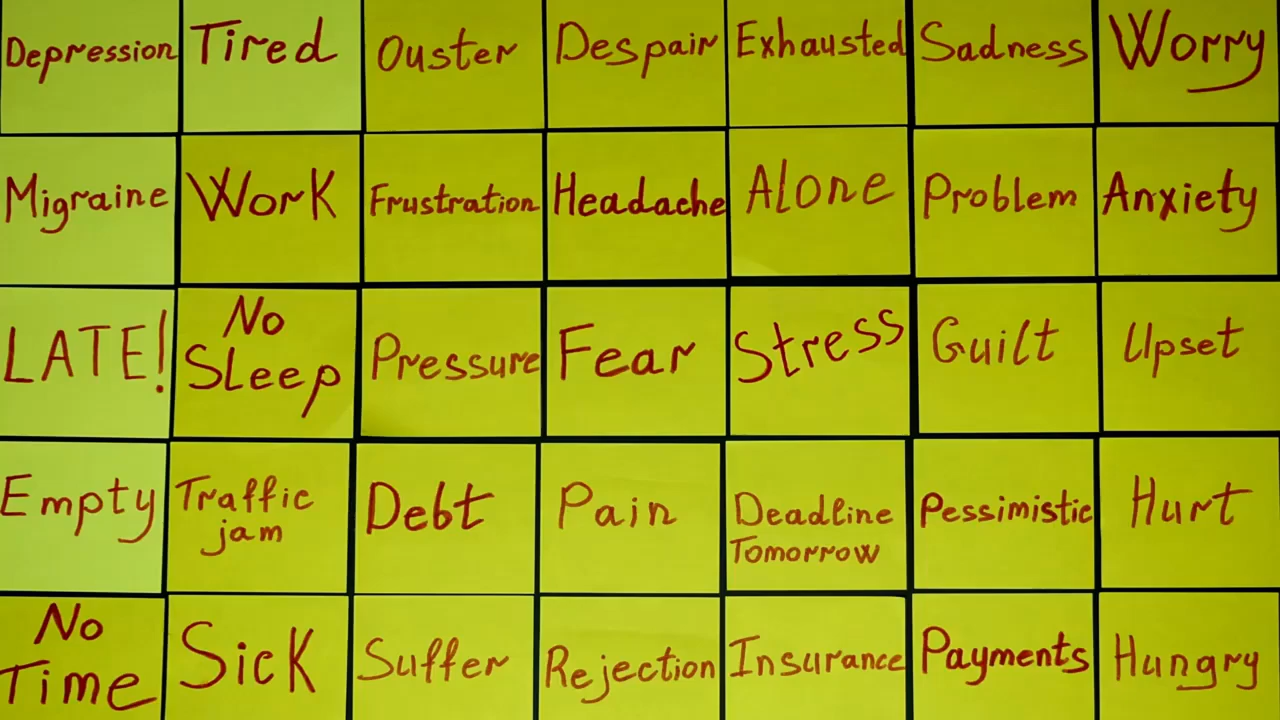 Depression Tired Ouster Despair Exhausted Sadness Worry
Migraine Work Frustration Headache Alone Problem Anxiety
LATE! No Sleep Pressure Fear Stress Guilt Upset
Empty Traffic jam Debt Pain Deadline Tomorrow Pessimistic Hurt
No Time Sick Suffer Rejection Insurance Payments Hungry